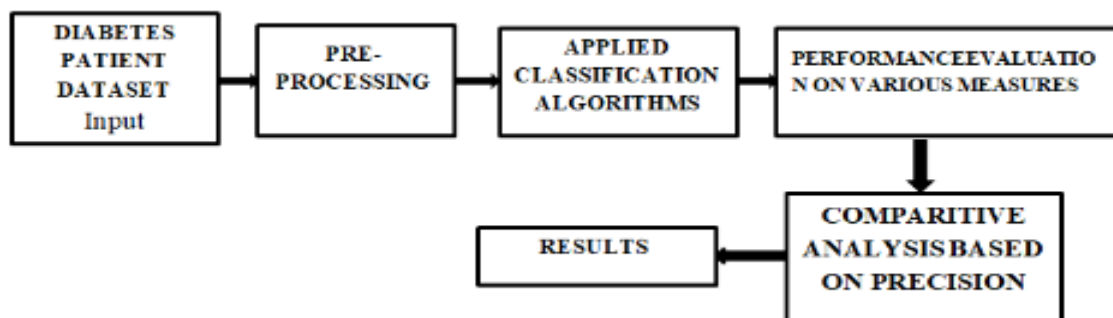 DIABETES
PATIENT
DATASET
Input
PRE-
PROCESSING
APPLIED
CLASSIFICATION
ALGORITHMS
PERFORMANCEEVALUATIO
N ON VARIOUS MEASURES
COMPARITIVE
ANALYSIS BASED
ON PRECISION
RESULTS